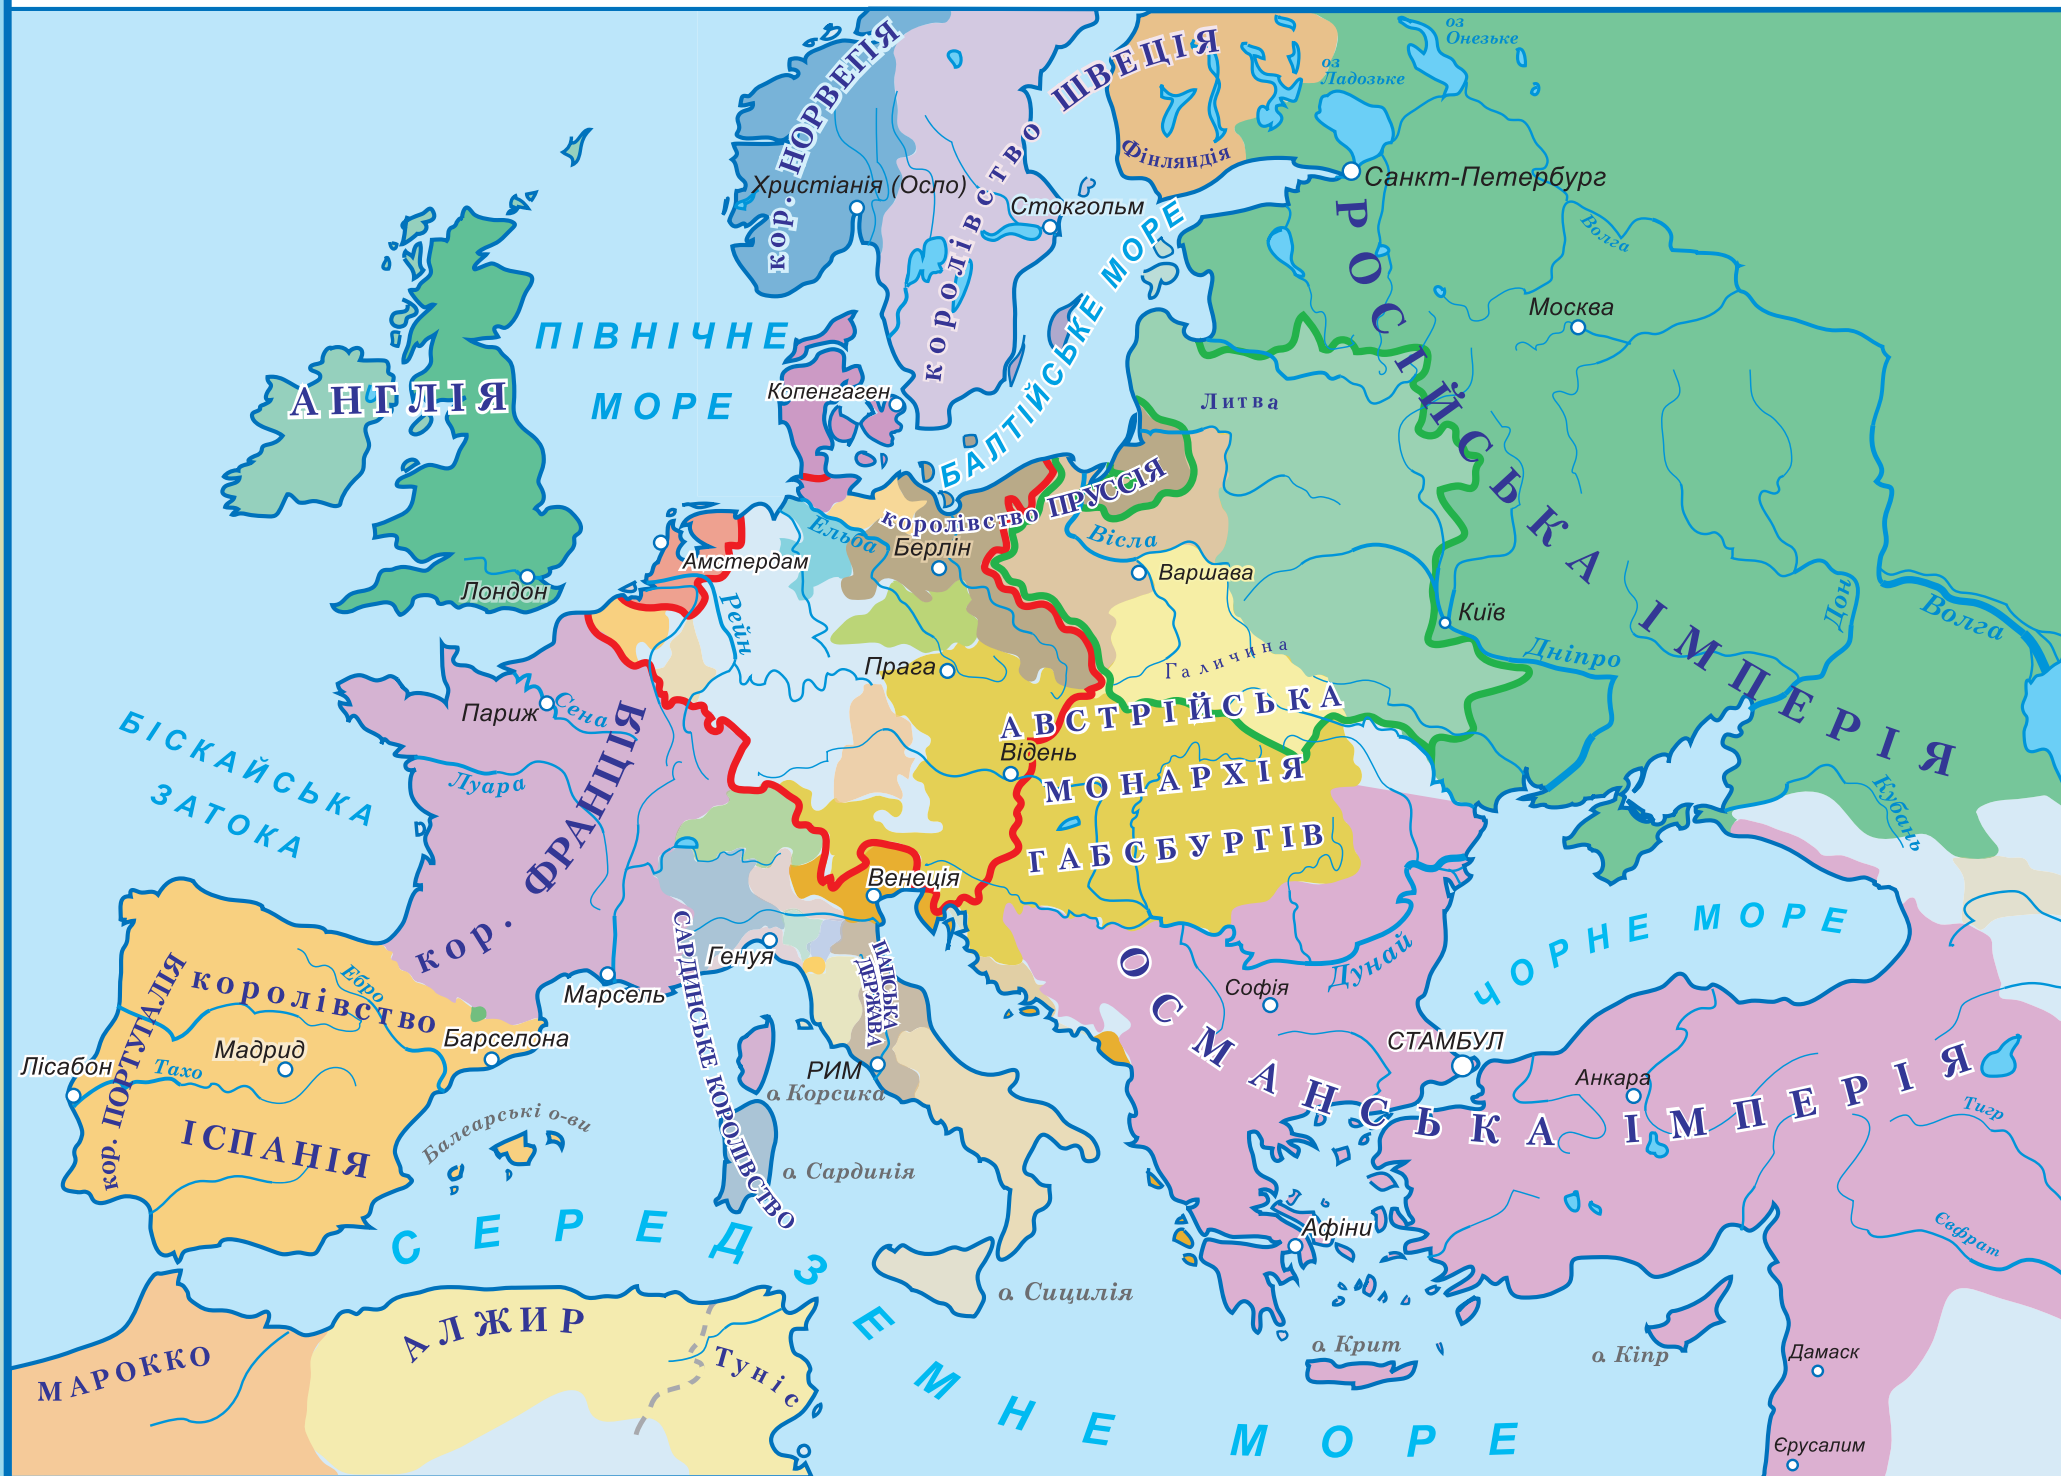 оз
Онезьке
оз
Ладозьке
кор. НОРВЕГІЯ
королівство ШВЕЦІЯ
Фінляндія
Санкт-Петербург
Христіанія (Осло)
Стокгольм
РОСІЙСЬКА ІМПЕРІЯ
Волга
Москва
ПІВНІЧНЕ
МОРЕ
БАЛТІЙСЬКЕ МОРЕ
АНГЛІЯ
Копенгаген
Литва
королівство ПРУССІЯ
Ельба
Берлін
Вісла
Амстердам
Варшава
Лондон
Рейн
Київ
Дон
Волга
Дніпро
Галичина
Прага
Париж
Сена
АВСТРІЙСЬКА
Відень
МОНАРХІЯ
ГАБСБУРГІВ
БІСКАЙСЬКА
ЗАТОКА
Луара
кор. ФРАНЦІЯ
Кубань
Венеція
ЧОРНЕ МОРЕ
Генуя
САРДИНСЬКЕ КОРОЛІВСТВО
ПАПСЬКА
ДЕРЖАВА
Дунай
Софія
ОСМАНСЬКА ІМПЕРІЯ
Марсель
кор. ПОРТУГАЛІЯ
королівство
ІСПАНІЯ
Ебро
Барселона
Мадрид
Лісабон
Тахо
СТАМБУЛ
Анкара
РИМ
о. Корсика
Балеарські о-ви
о. Сардинія
Тигр
Євфрат
Афіни
СЕРЕДЗЕМНЕ МОРЕ
о. Сицилія
о. Крит
о. Кіпр
Дамаск
Єрусалим
МАРОККО
АЛЖИР
Туніс